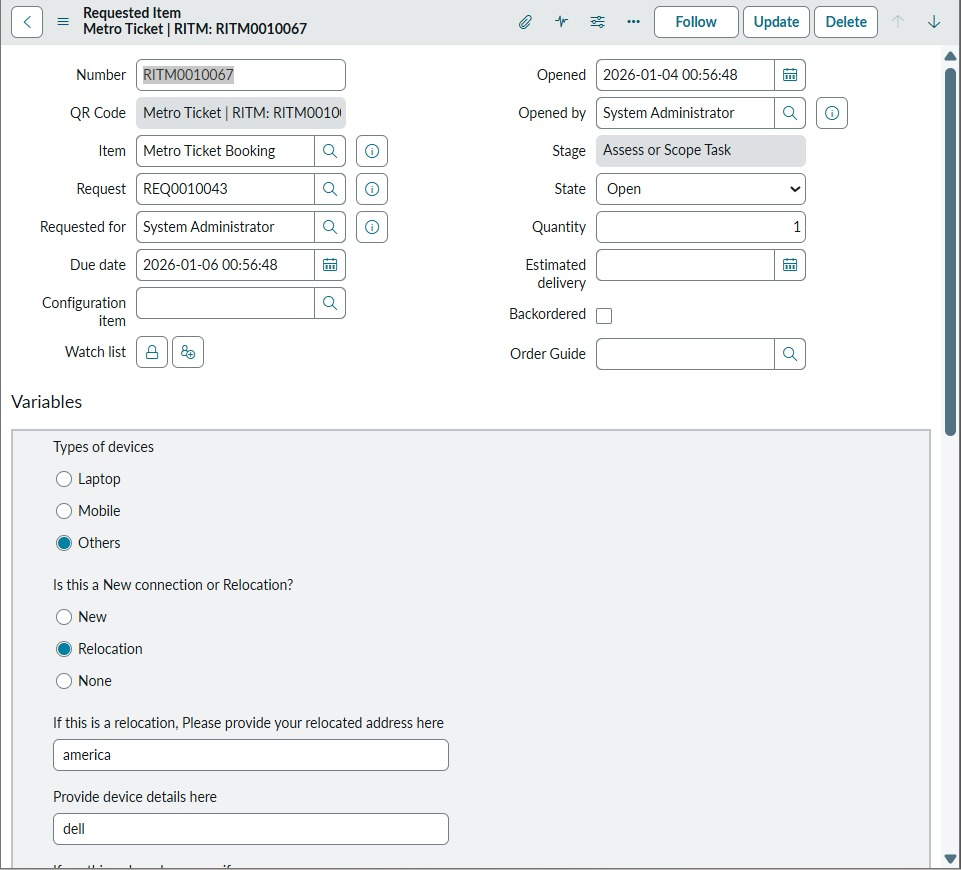 Requested Item
Metro Ticket | RITM: RITM0010067
Follow
Update
Delete
Number
RITM0010067
QR Code
Metro Ticket | RITM: RITM0010
Item
Metro Ticket Booking
Request
REQ0010043
Requested for
System Administrator
Due date
2026-01-06 00:56:48
Configuration
item
Watch list
Opened
2026-01-04 00:56:48
Opened by
System Administrator
Stage
Assess or Scope Task
State
Open
Quantity
1
Estimated
delivery
Backordered
Order Guide
Variables
Types of devices
Laptop
Mobile
Others
Is this a New connection or Relocation?
New
Relocation
None
If this is a relocation, Please provide your relocated address here
america
Provide device details here
dell